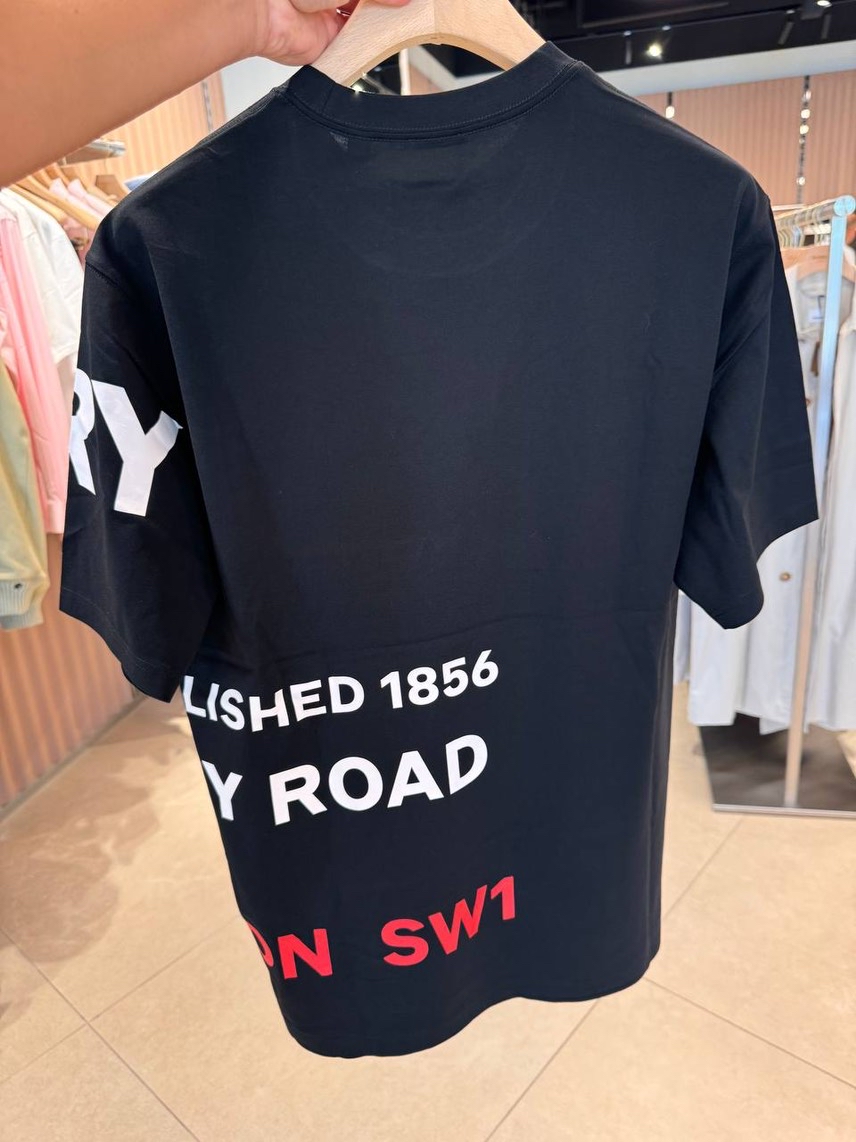 RY
LISHED 1856
Y ROAD
ON SW1